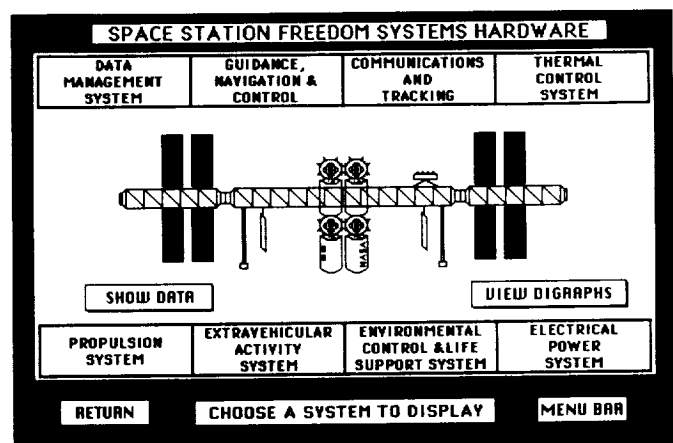 SPACE STATION FREEDOM SYSTEMS HARDWARE
DATA
MANAGEMENT
SYSTEM
GUIDANCE,
NAVIGATION &
CONTROL
COMMUNICATIONS
AND
TRACKING
THERMAL
CONTROL
SYSTEM
NASA
SHOW DATA
VIEW DIGRAPHS
PROPULSION
SYSTEM
EXTRAVEHICULAR
ACTIVITY
SYSTEM
ENVIRONMENTAL
CONTROL & LIFE
SUPPORT SYSTEM
ELECTRICAL
POWER
SYSTEM
RETURN
CHOOSE A SYSTEM TO DISPLAY
MENU BAR